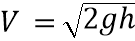 V = √2gh